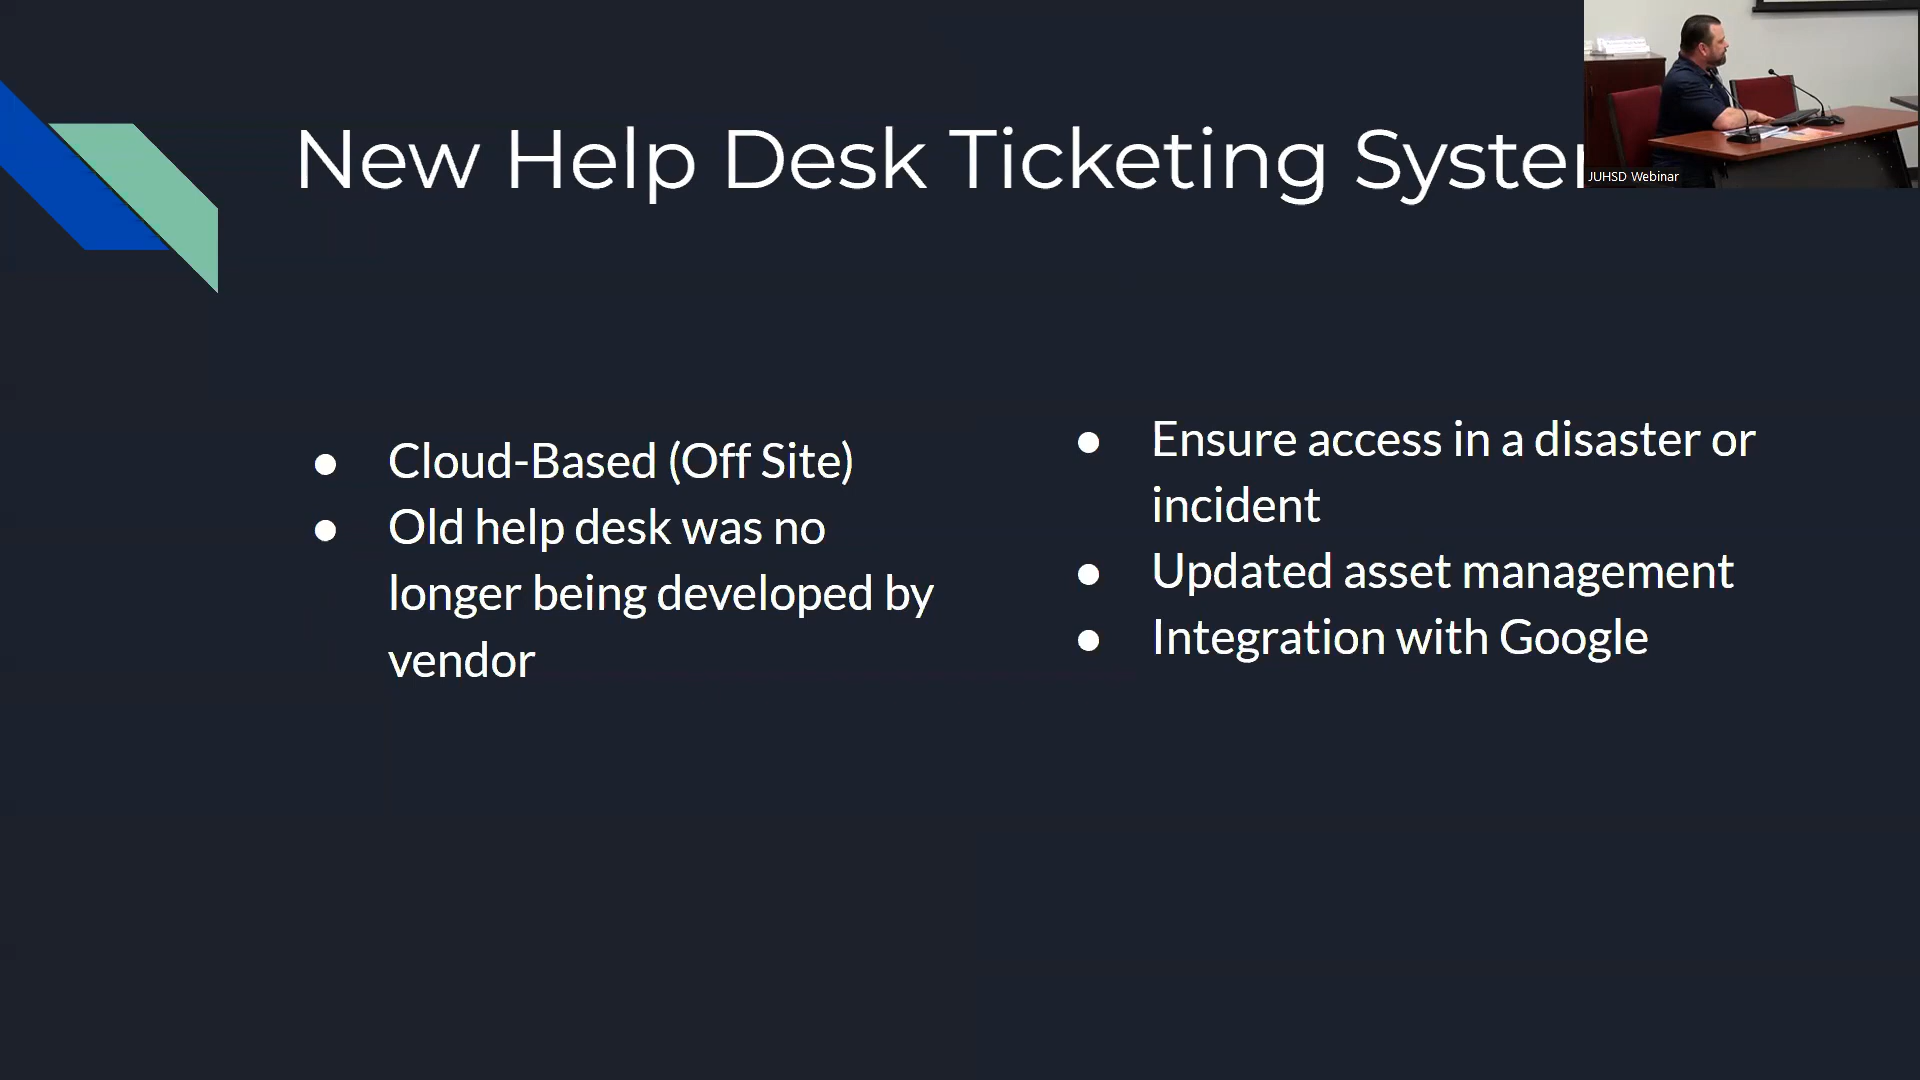 New Help Desk Ticketing
JUHSD Webinar
● Cloud-Based (Off Site)
● Old help desk was no
longer being developed by
vendor
● Ensure access in a disaster or
incident
● Updated asset management
● Integration with Google